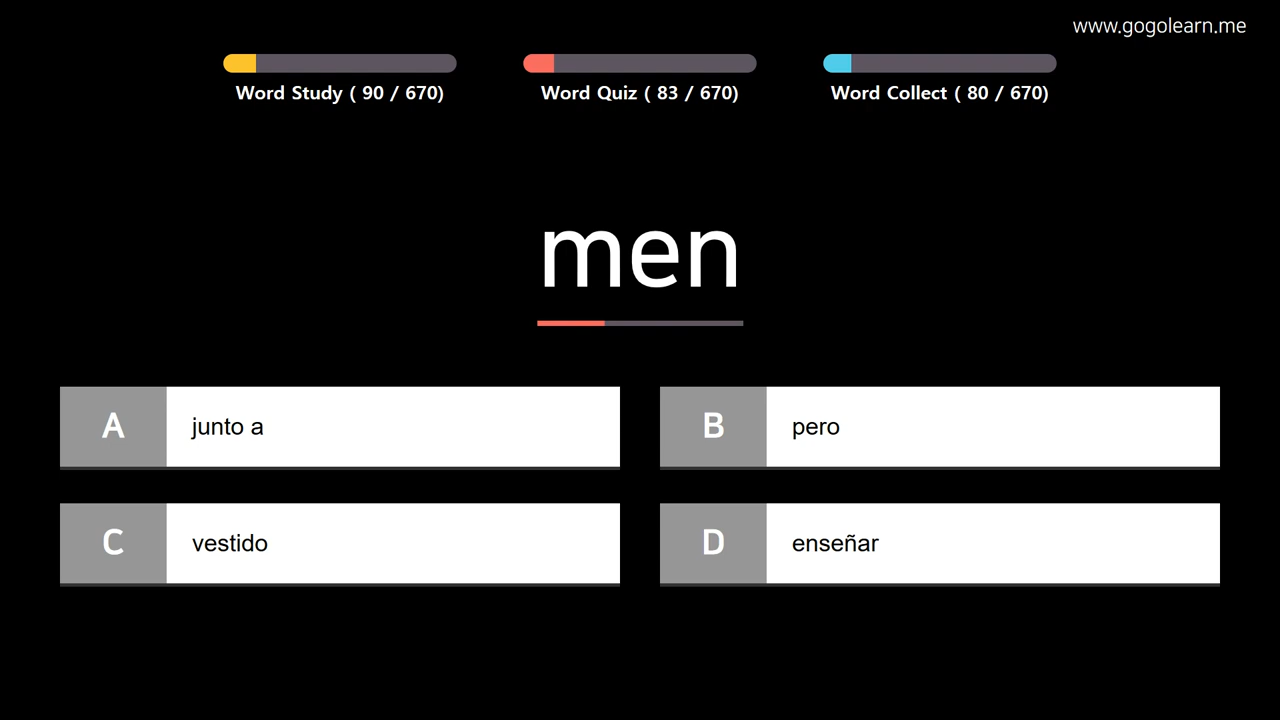 www.gogolearn.me
Word Study ( 90 / 670)
Word Quiz ( 83 / 670)
Word Collect ( 80 / 670)
men
A junto a
B pero
C vestido
D enseñar